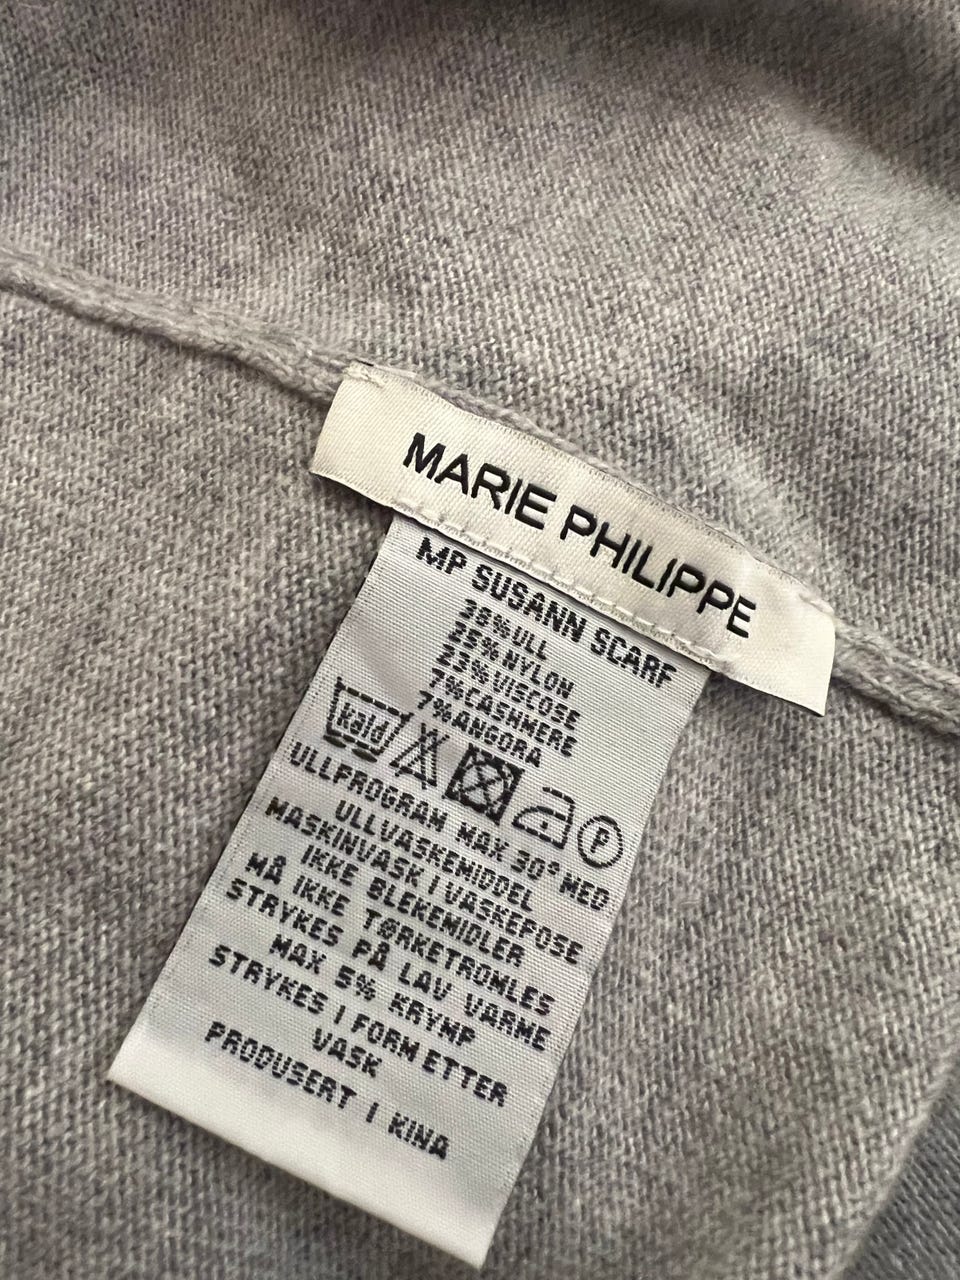 MARIE PHILIPPE
MP SUSANN SCARF
38% ULL
25% NYLON
23% VISCOSE
7% CASHMERE
7% ANGORA
kald P
ULLPROGRAM MAX 30° MED
ULLVASKEMIDDEL
MASKINVASK I VASKEPOSE
IKKE BLEKEMIDLER
MÅ IKKE TØRKETROMLES
STRYKES PÅ LAV VARME
MAX 5% KRYMP
STRYKES I FORM ETTER
VASK
PRODUSERT I KINA